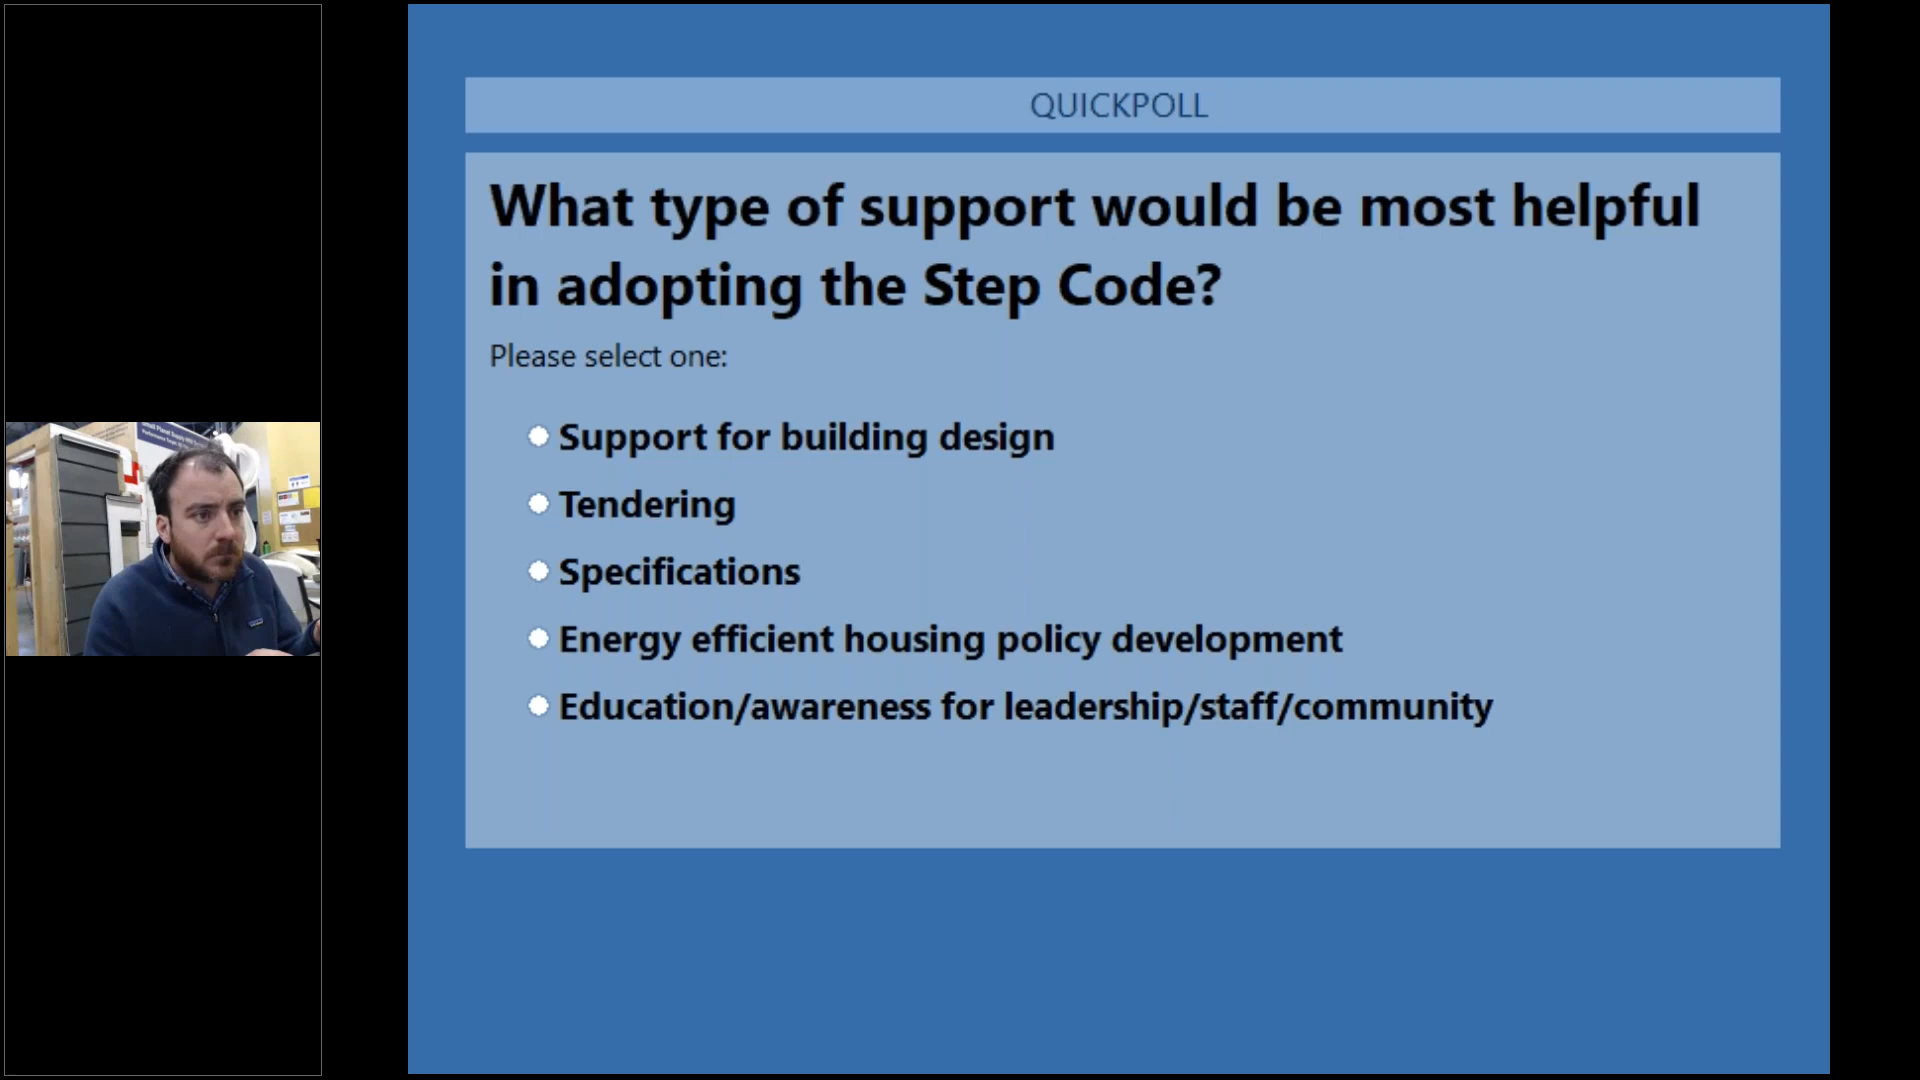 QUICKPOLL
What type of support would be most helpful
in adopting the Step Code?
Please select one:
Support for building design
Tendering
Specifications
Energy efficient housing policy development
Education/awareness for leadership/staff/community